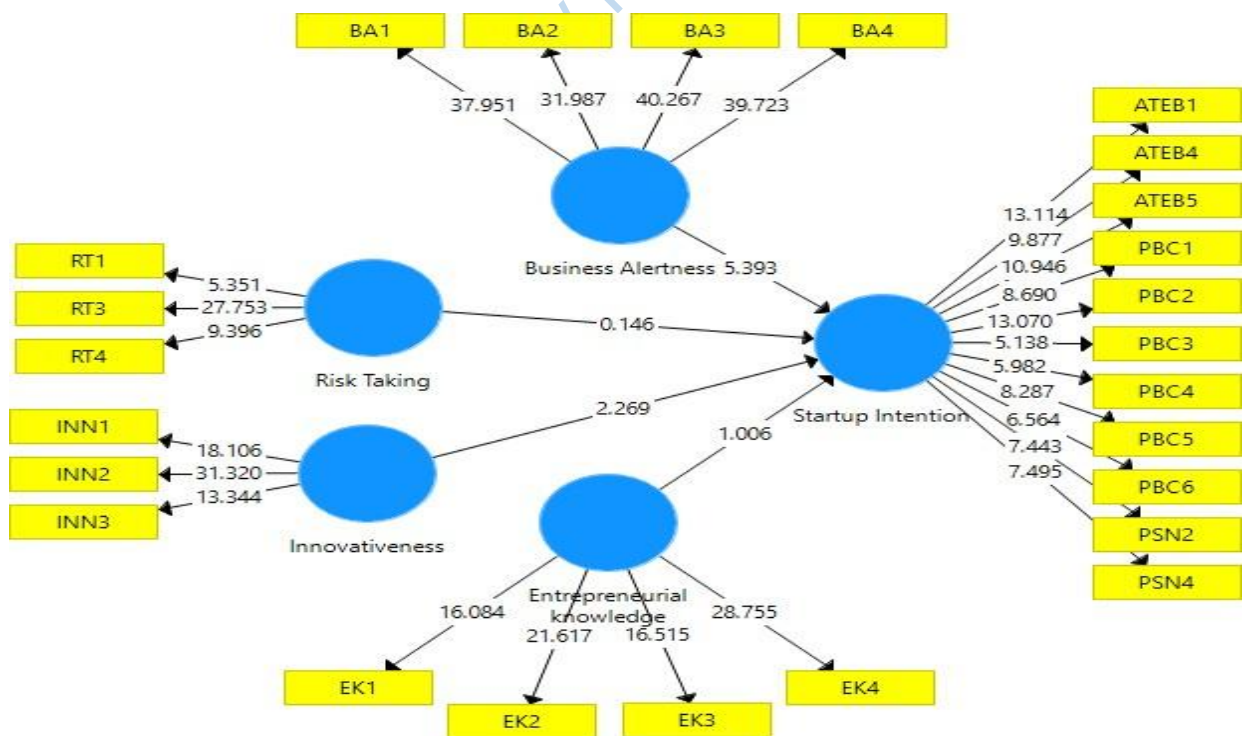 BA1
BA2
BA3
BA4
37.951
31.987
40.267
39.723
ATEB1
ATEB4
ATEB5
PBC1
PBC2
PBC3
PBC4
PBC5
PBC6
PSN2
PSN4
13.114
9.877
10.946
8.690
13.070
5.138
5.982
8.287
6.564
7.443
7.495
Business Alertness
5.393
RT1
RT3
RT4
5.351
27.753
9.396
Risk Taking
0.146
Startup Intention
INN1
INN2
INN3
18.106
31.320
13.344
Innovativeness
2.269
1.006
Entrepreneurial
knowledge
16.084
21.617
16.515
28.755
EK1
EK2
EK3
EK4